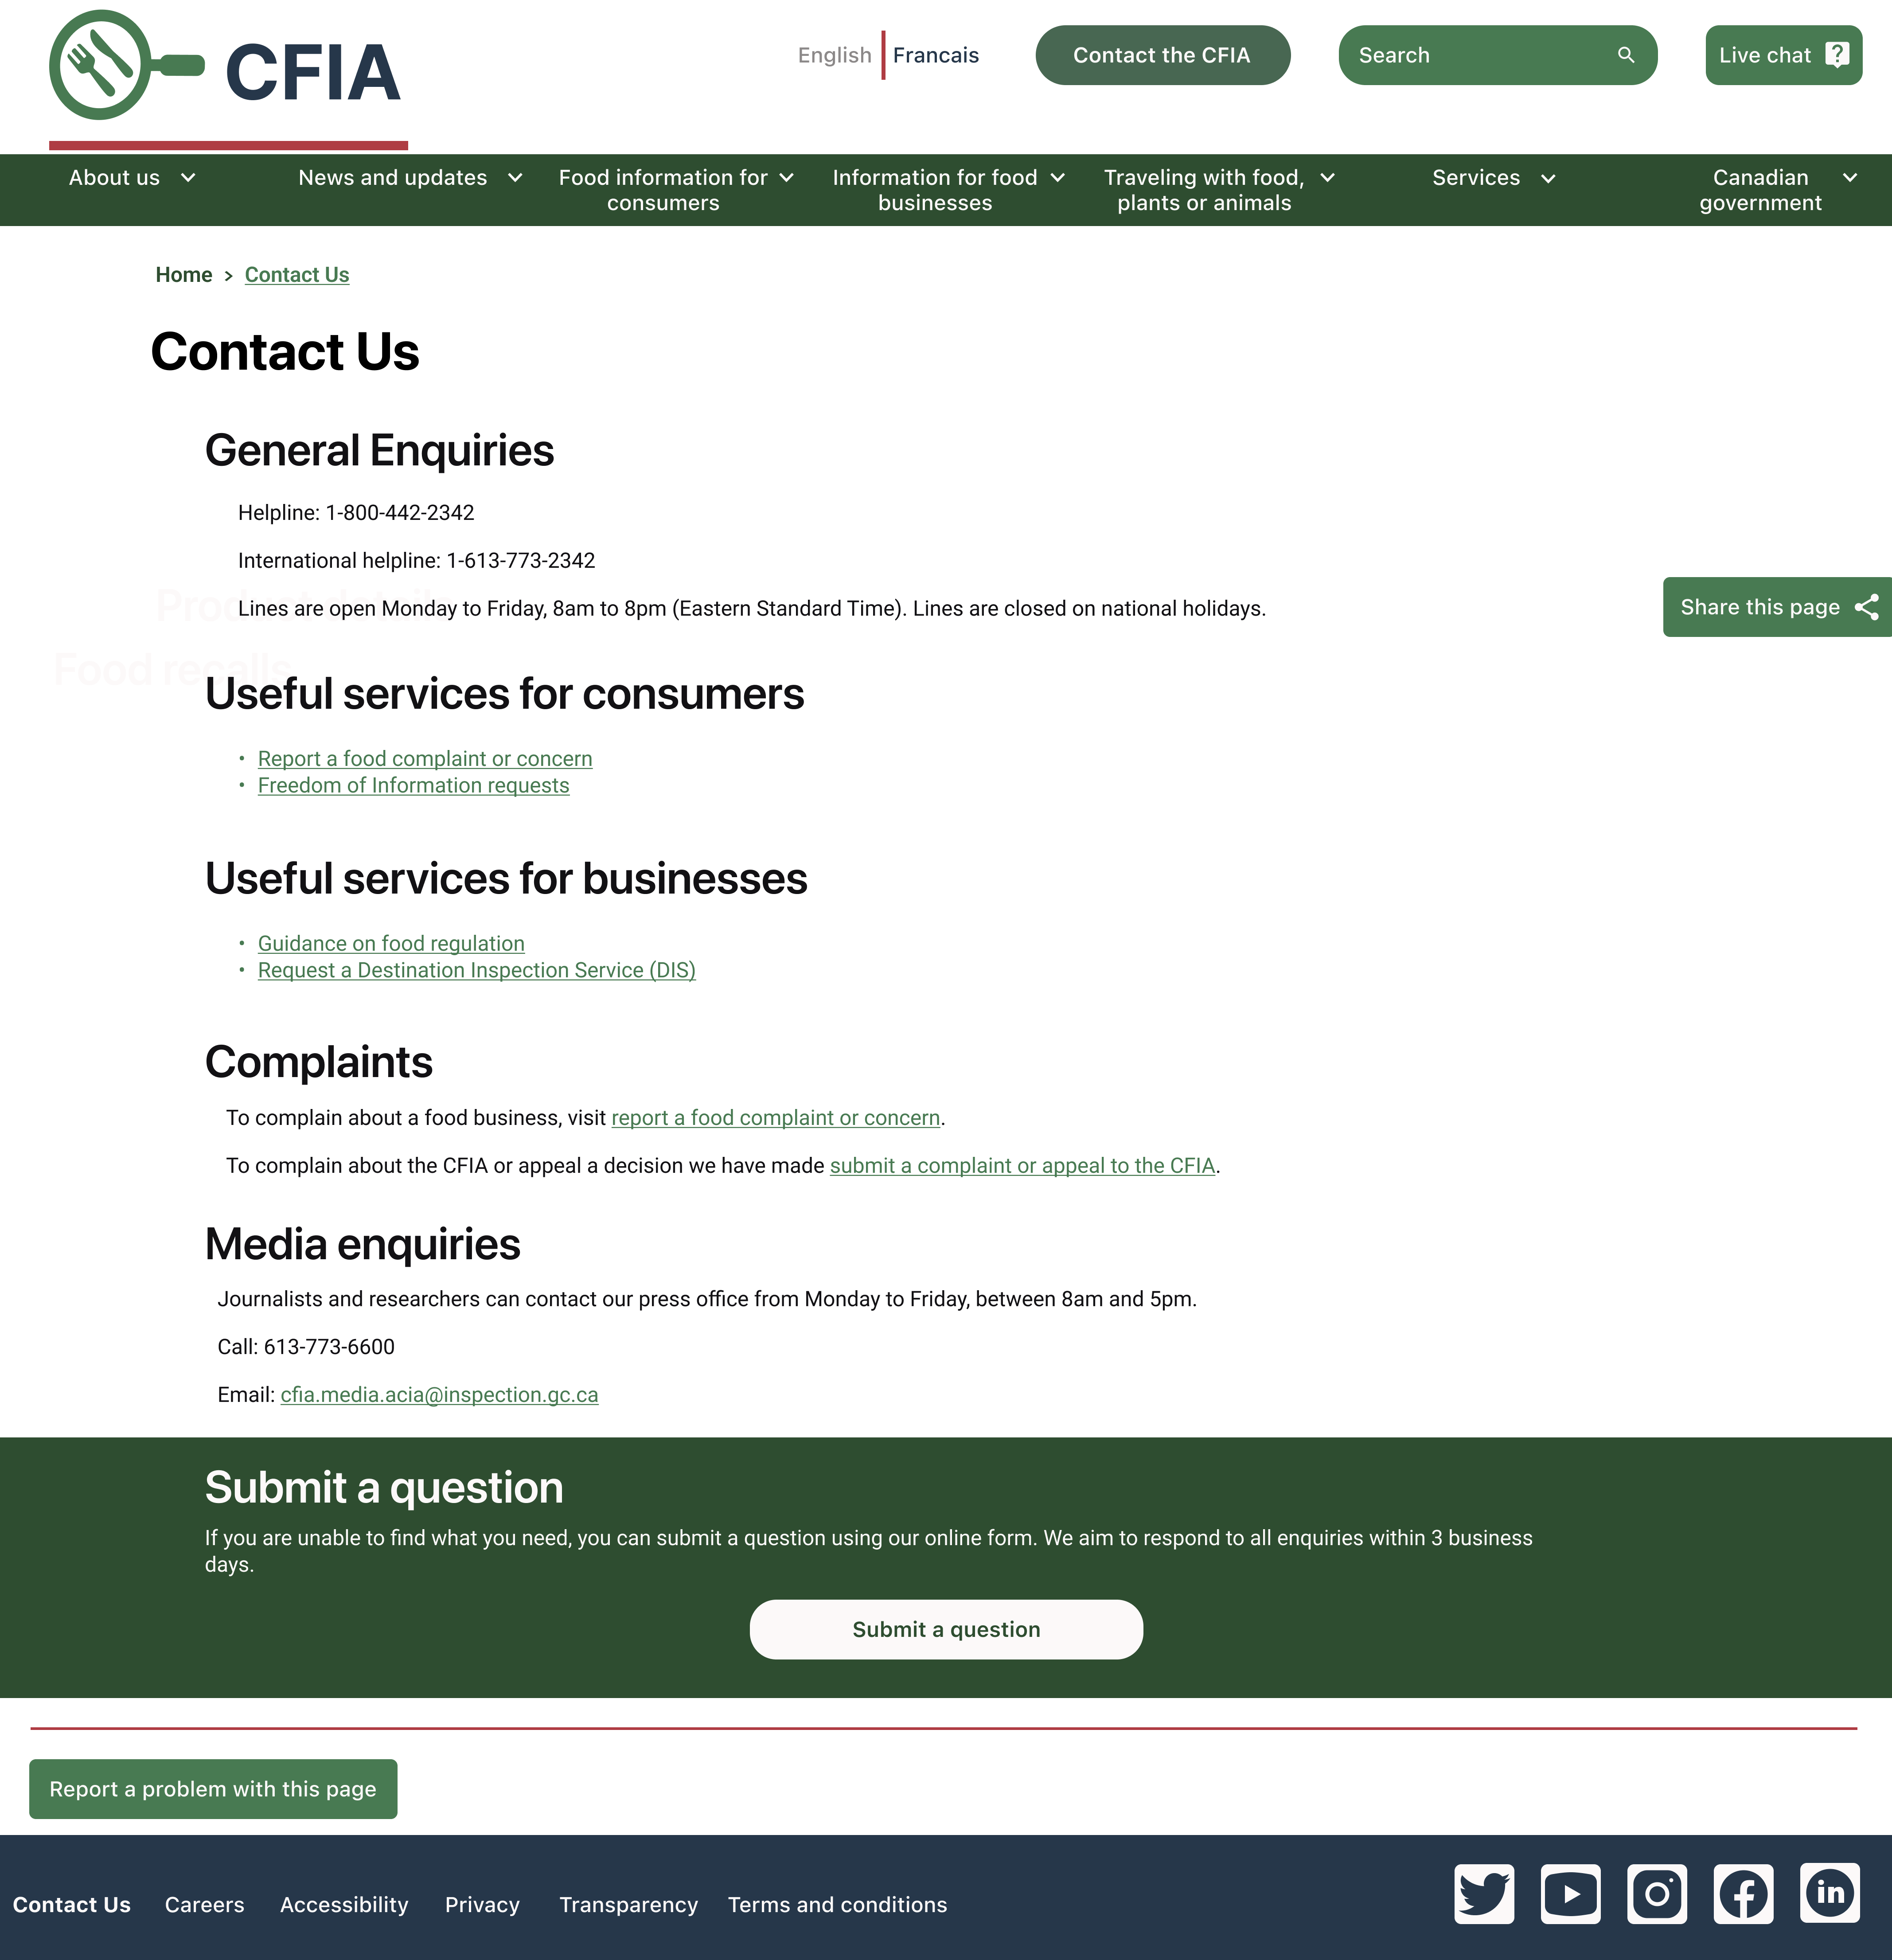 CFIA
English
Francais
Contact the CFIA
Search
Live chat
About us
News and updates
Food information for
consumers
Information for food
businesses
Traveling with food,
plants or animals
Services
Canadian
government
Home > Contact Us
Contact Us
General Enquiries
Helpline: 1-800-442-2342
International helpline: 1-613-773-2342
Product details
Lines are open Monday to Friday, 8am to 8pm (Eastern Standard Time). Lines are closed on national holidays.
Share this page
Food recalls
Useful services for consumers
• Report a food complaint or concern
• Freedom of Information requests
Useful services for businesses
• Guidance on food regulation
• Request a Destination Inspection Service (DIS)
Complaints
To complain about a food business, visit report a food complaint or concern.
To complain about the CFIA or appeal a decision we have made submit a complaint or appeal to the CFIA.
Media enquiries
Journalists and researchers can contact our press office from Monday to Friday, between 8am and 5pm.
Call: 613-773-6600
Email: cfia.media.acia@inspection.gc.ca
Submit a question
If you are unable to find what you need, you can submit a question using our online form. We aim to respond to all enquiries within 3 business
days.
Submit a question
Report a problem with this page
Contact Us
Careers
Accessibility
Privacy
Transparency
Terms and conditions